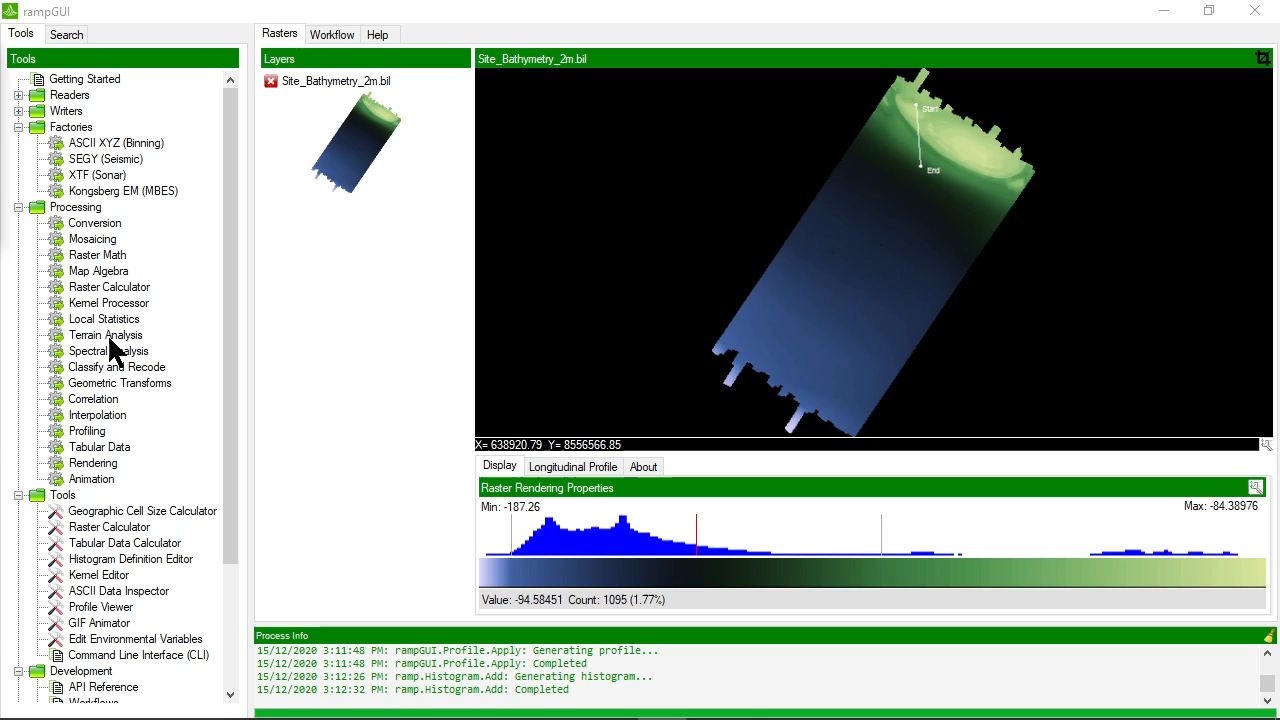 rampGUI
Tools
Search
Rasters
Workflow
Help
Tools
Getting Started
Readers
Writers
Factories
ASCII XYZ (Binning)
SEGY (Seismic)
XTF (Sonar)
Kongsberg EM (MBES)
Processing
Conversion
Mosaicing
Raster Math
Map Algebra
Raster Calculator
Kernel Processor
Local Statistics
Terrain Analysis
Spectral
Classify and Recode
Geometric Transforms
Correlation
Interpolation
Profiling
Tabular Data
Rendering
Animation
Tools
Geographic Cell Size Calculator
Raster Calculator
Tabular Data Calculator
Histogram Definition Editor
Kernel Editor
ASCII Data Inspector
Profile Viewer
GIF Animator
Edit Environmental Variables
Command Line Interface (CLI)
Development
API Reference
Layers
Site_Bathymetry_2m.bil
Site_Bathymetry_2m.bil
Start
End
X= 638920.79 Y= 8556566.85
Display
Longitudinal Profile
About
Raster Rendering Properties
Min: -187.26
Max: -84.38976
Value: -94.58451 Count: 1095 (1.77%)
Process Info
15/12/2020 3:11:48 PM: rampGUI.Profile.Apply: Generating profile...
15/12/2020 3:11:48 PM: rampGUI.Profile.Apply: Completed
15/12/2020 3:12:26 PM: ramp.Histogram.Add: Generating histogram...
15/12/2020 3:12:32 PM: ramp.Histogram.Add: Completed